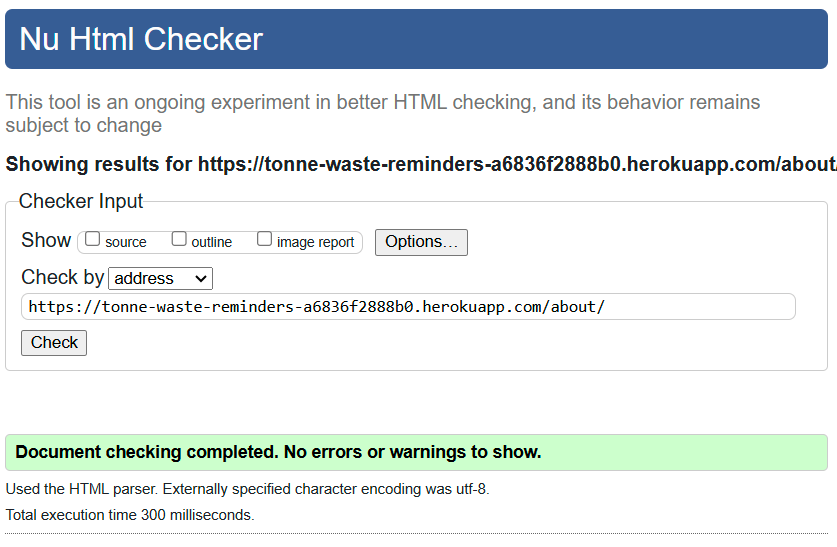 Nu Html Checker
This tool is an ongoing experiment in better HTML checking, and its behavior remains
subject to change
Showing results for https://tonne-waste-reminders-a6836f2888b0.herokuapp.com/about/
Checker Input
Show source outline image report Options...
Check by address
https://tonne-waste-reminders-a6836f2888b0.herokuapp.com/about/
Check
Document checking completed. No errors or warnings to show.
Used the HTML parser. Externally specified character encoding was utf-8.
Total execution time 300 milliseconds.